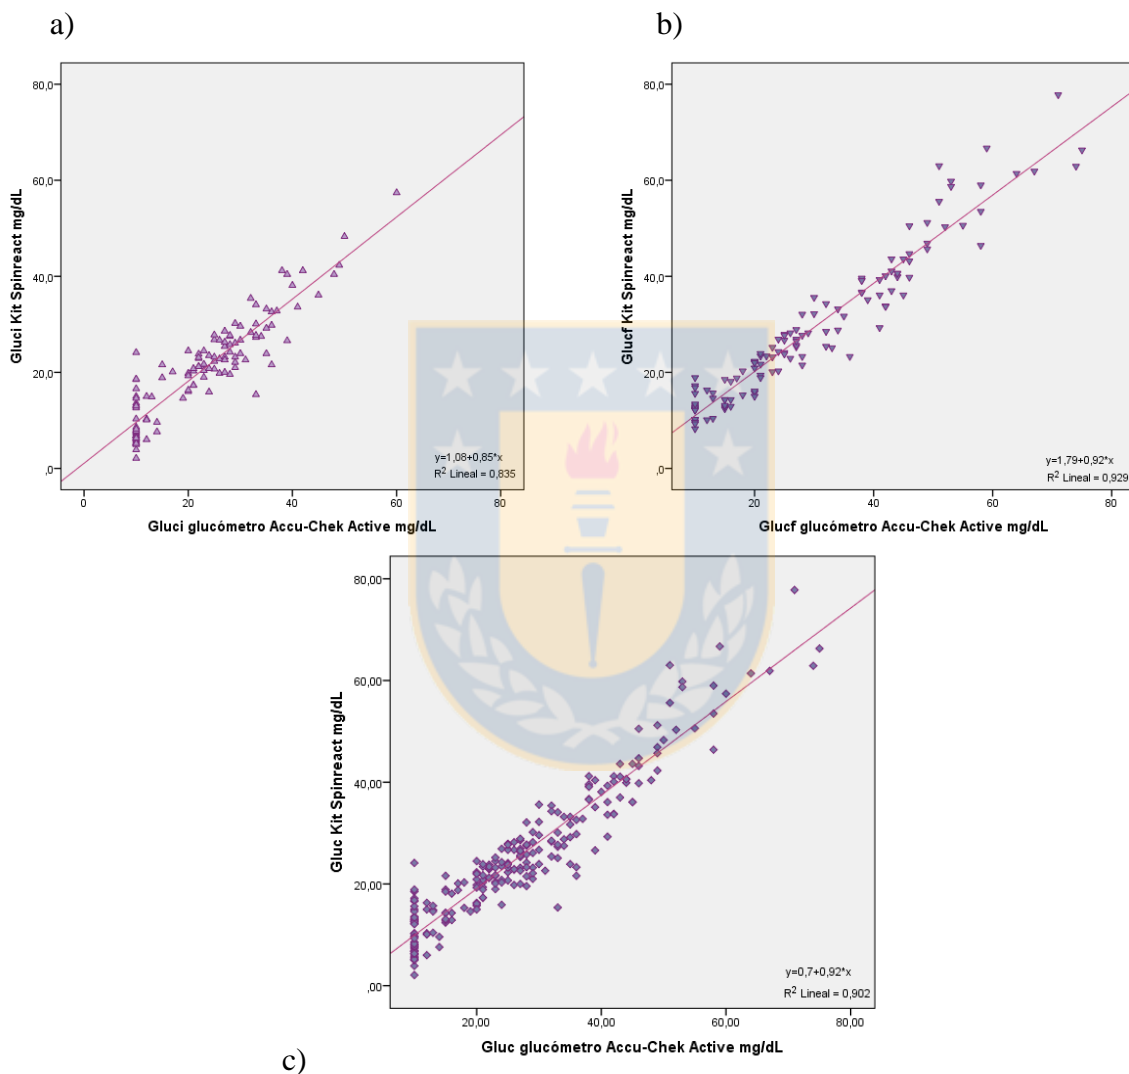 a)
b)
80,0
60,0
40,0
20,0
,0
Gluci Kit Spinreact mg/dL
y=1,08+0,85*x
R² Lineal = 0,835
0
20
40
60
80
Gluci glucómetro Accu-Chek Active mg/dL
80,0
60,0
40,0
20,0
,0
Glucf Kit Spinreact mg/dL
y=1,79+0,92*x
R² Lineal = 0,929
20
40
60
80
Glucf glucómetro Accu-Chek Active mg/dL
80,00
60,00
40,00
20,00
,00
Gluc Kit Spinreact mg/dL
y=0,7+0,92*x
R² Lineal = 0,902
20,00
40,00
60,00
80,00
Gluc glucómetro Accu-Chek Active mg/dL
c)